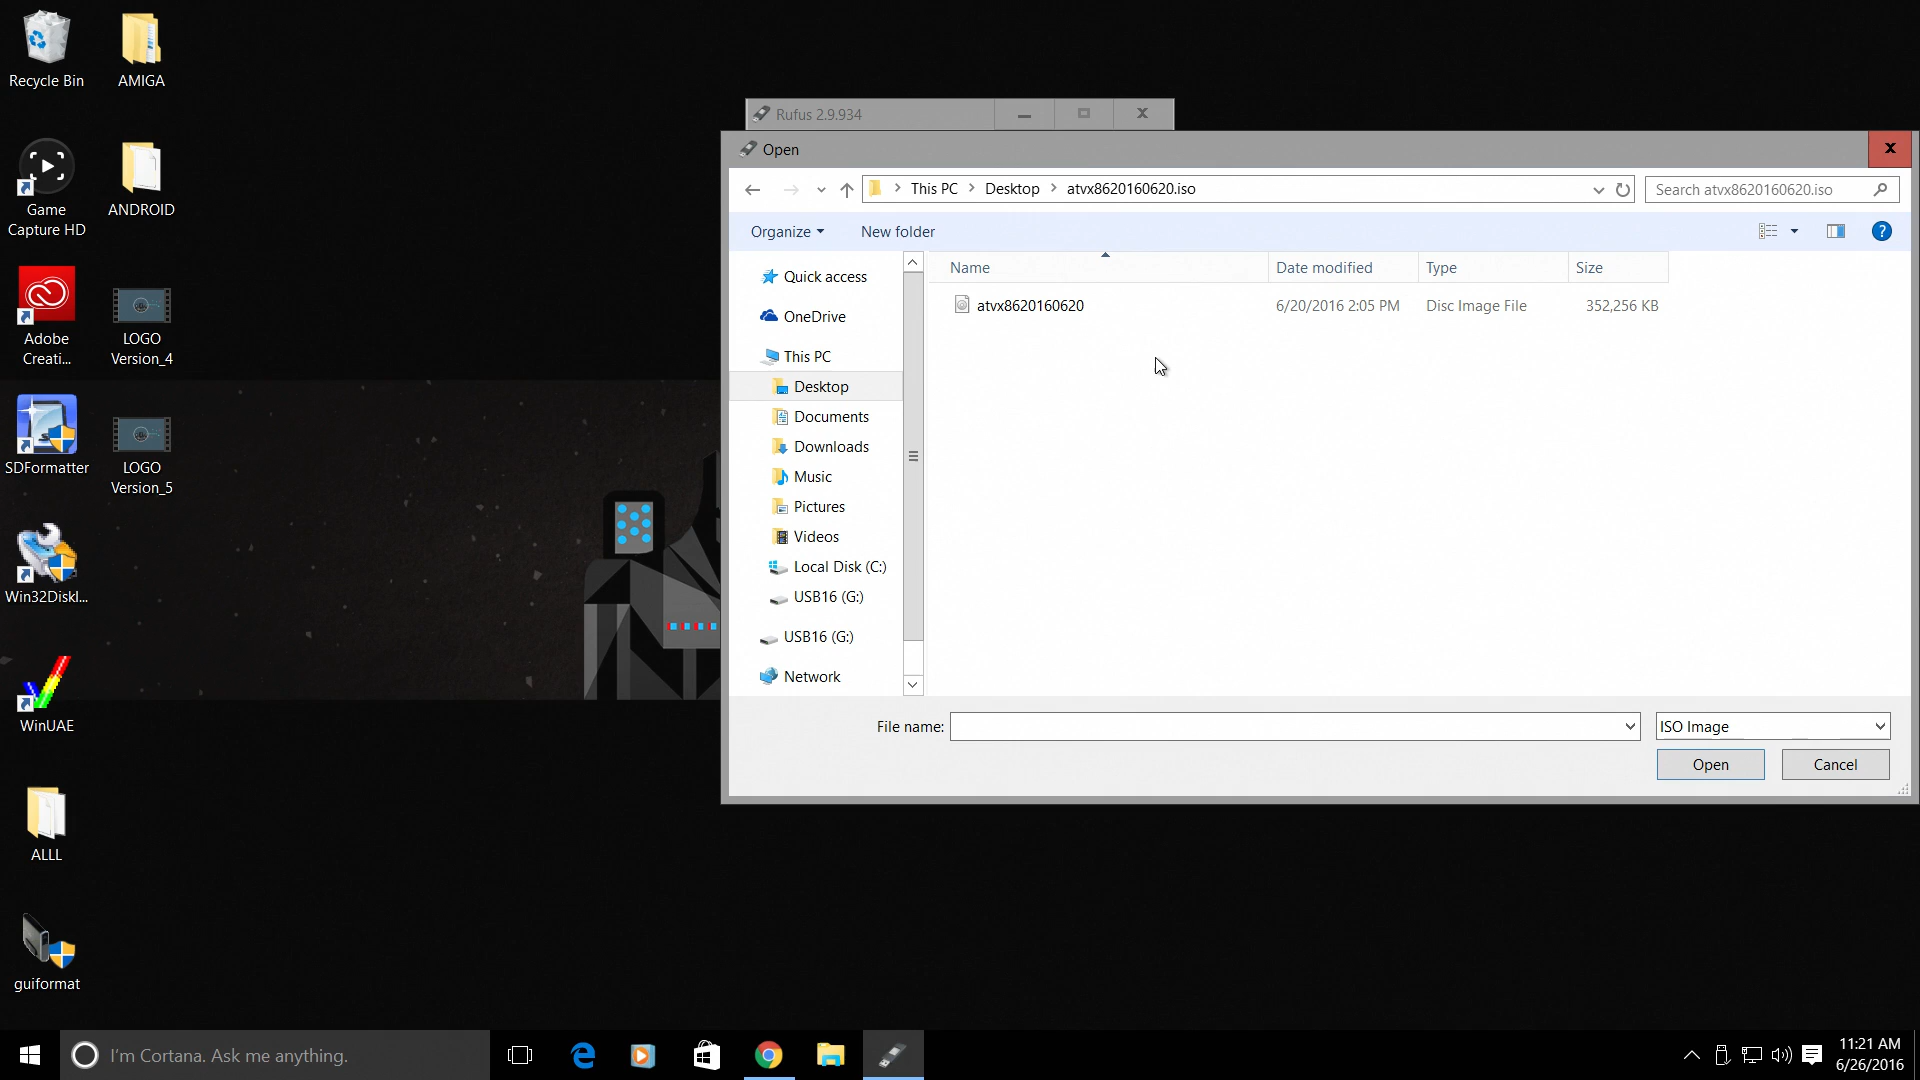 Recycle Bin
AMIGA
Game
Capture HD
ANDROID
Adobe
Creati...
LOGO
Version_4
SDFormatter
LOGO
Version_5
Win32DiskI...
WinUAE
ALLL
guiformat
Rufus 2.9.934
Open
This PC > Desktop > atvx8620160620.iso
Search atvx8620160620.iso
Organize
New folder
Name
Date modified
Type
Size
atvx8620160620
6/20/2016 2:05 PM
Disc Image File
352,256 KB
Quick access
OneDrive
This PC
Desktop
Documents
Downloads
Music
Pictures
Videos
Local Disk (C:)
USB16 (G:)
USB16 (G:)
Network
File name:
ISO Image
Open
Cancel
I'm Cortana. Ask me anything.
11:21 AM
6/26/2016